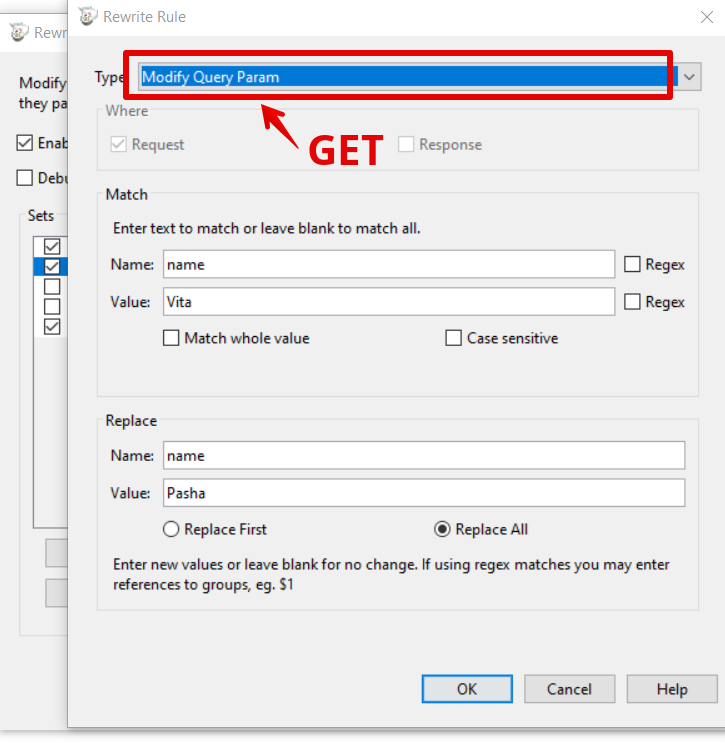 Rewrite Rule
Rewr
Type
Modify Query Param
Modify
they pa
Where
Enab
Request
Response
GET
Debu
Match
Sets
Enter text to match or leave blank to match all.
Name:
name
Regex
Value:
Vita
Regex
Match whole value
Case sensitive
Replace
Name:
name
Value:
Pasha
Replace First
Replace All
Enter new values or leave blank for no change. If using regex matches you may enter
references to groups, eg. $1
OK
Cancel
Help